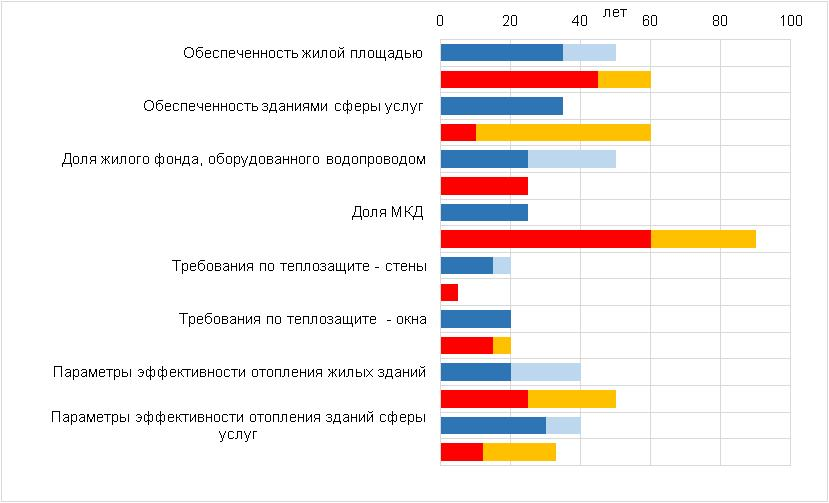 лет
0 20 40 60 80 100
Обеспеченность жилой площадью
Обеспеченность зданиями сферы услуг
Доля жилого фонда, оборудованного водопроводом
Доля МКД
Требования по теплозащите - стены
Требования по теплозащите - окна
Параметры эффективности отопления жилых зданий
Параметры эффективности отопления зданий сферы
услуг